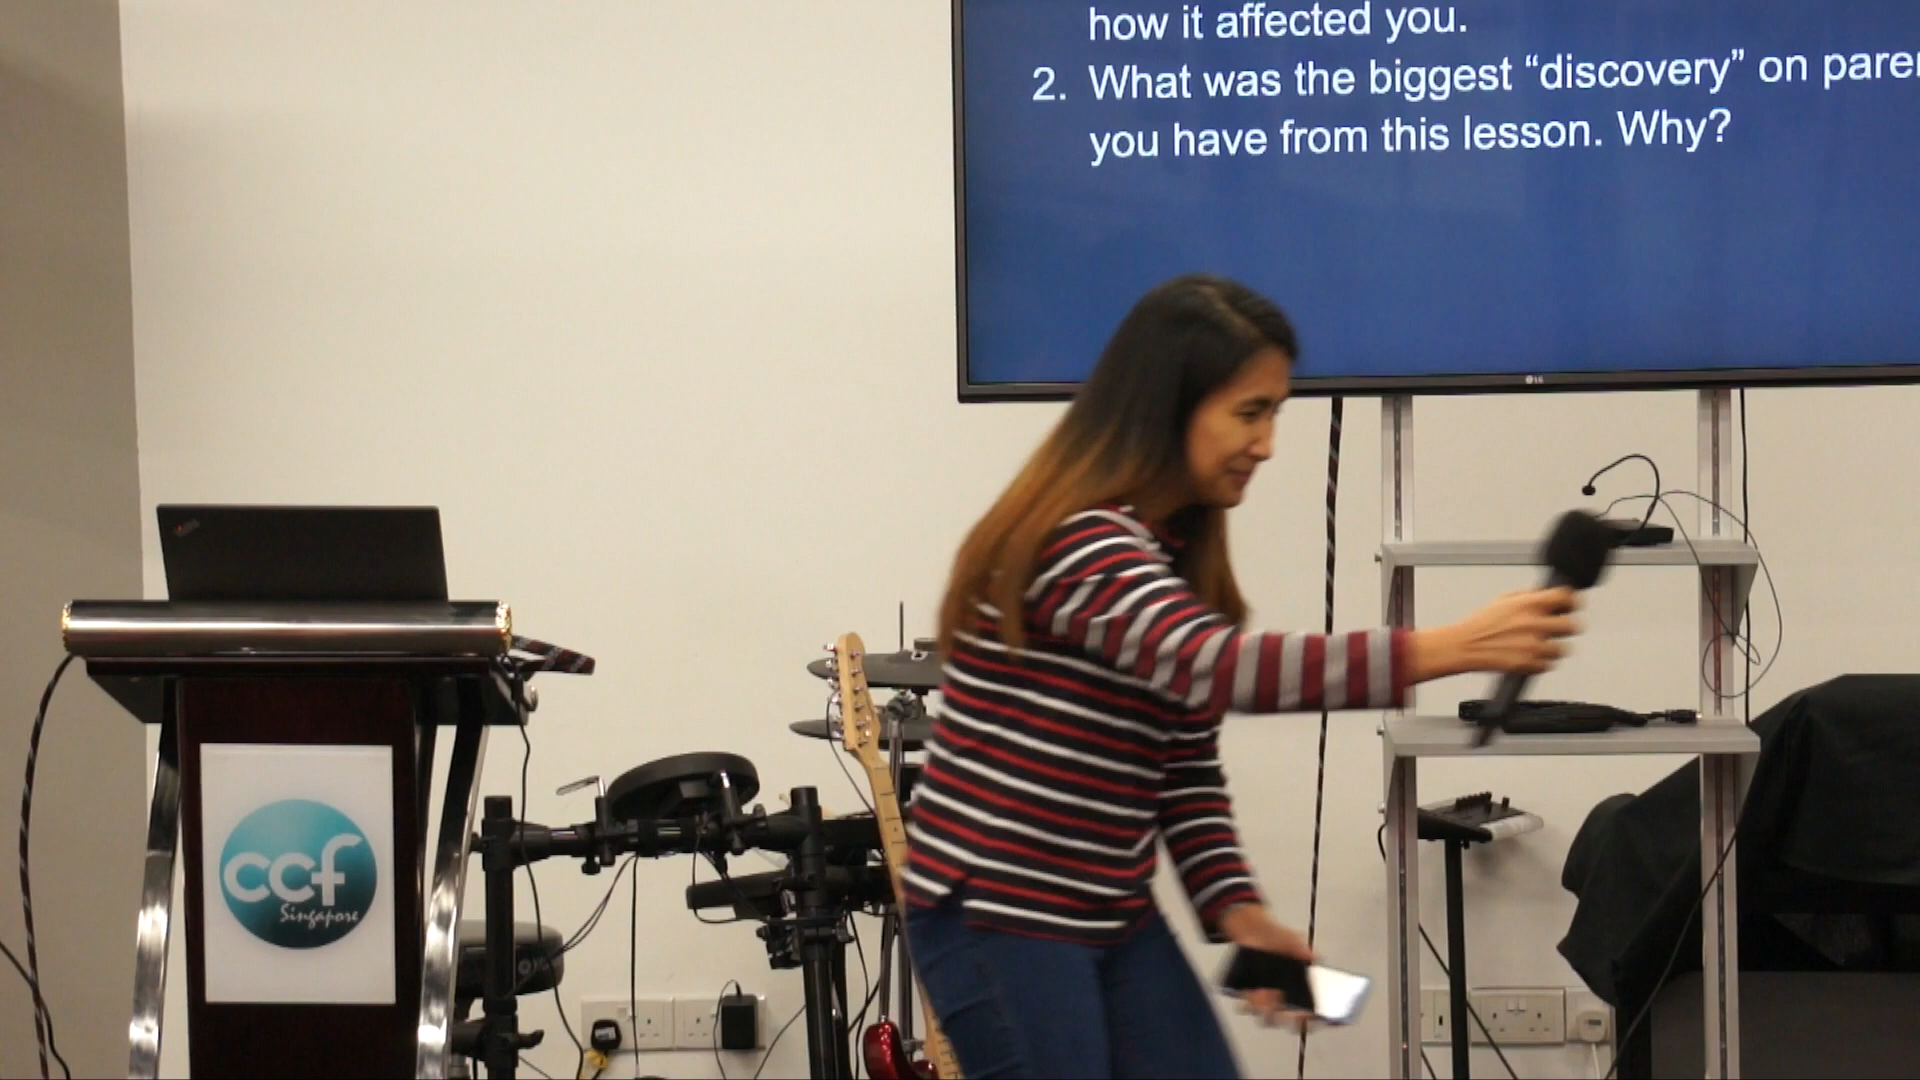 how it affected you.
2. What was the biggest “discovery” on paren
you have from this lesson. Why?
LG
ccf
Singapore